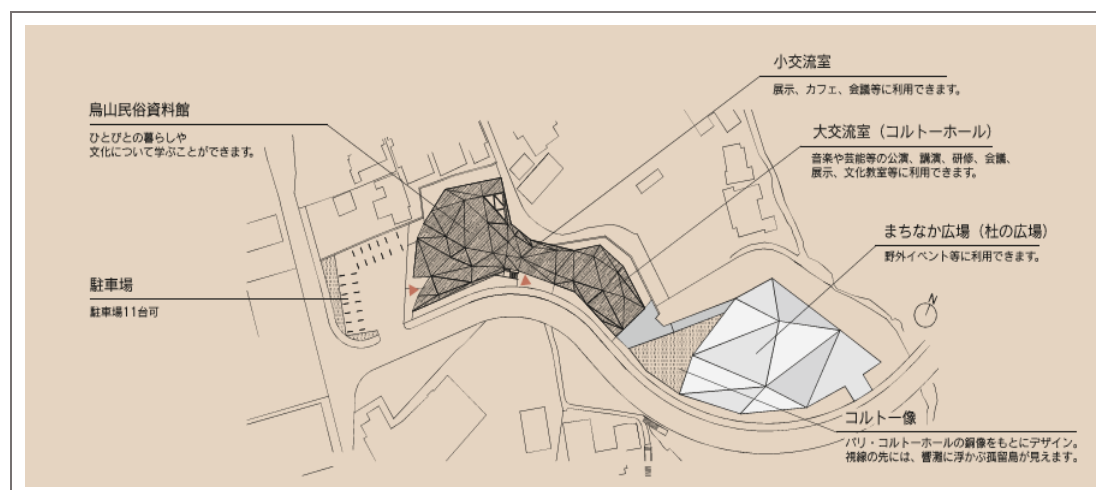 小交流室
展示、カフェ、会議等に利用できます。
烏山民俗資料館
ひとびとの暮らしや
文化について学ぶことができます。
大交流室（コルトーホール）
音楽や芸能等の公演、講演、研修、会議、
展示、文化教室等に利用できます。
まちなか広場（杜の広場）
野外イベント等に利用できます。
駐車場
駐車場11台可
N
コルトー像
パリ・コルトーホールの銅像をもとにデザイン。
視線の先には、響灘に浮かぶ孤留島が見えます。